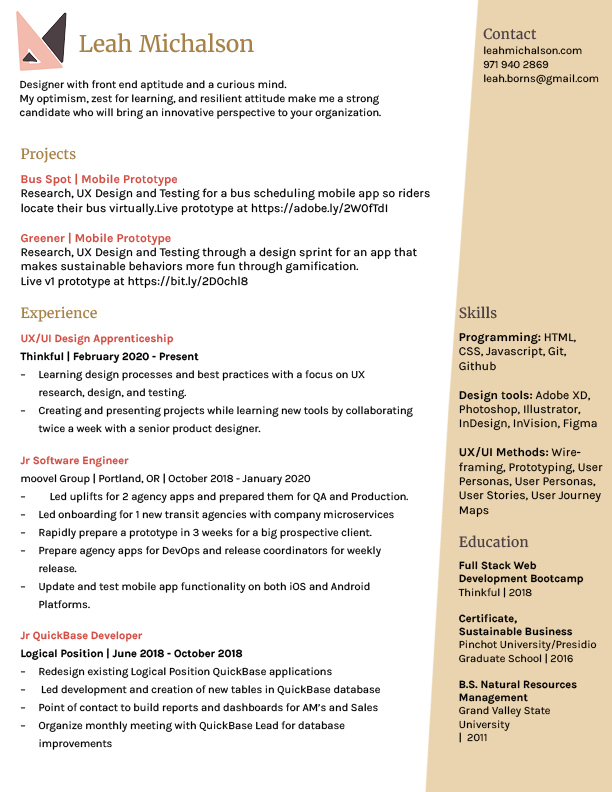 Leah Michalson
Designer with front end aptitude and a curious mind.
My optimism, zest for learning, and resilient attitude make me a strong
candidate who will bring an innovative perspective to your organization.
Projects
Bus Spot | Mobile Prototype
Research, UX Design and Testing for a bus scheduling mobile app so riders
locate their bus virtually.Live prototype at https://adobe.ly/2W0fTdI
Greener | Mobile Prototype
Research, UX Design and Testing through a design sprint for an app that
makes sustainable behaviors more fun through gamification.
Live v1 prototype at https://bit.ly/2D0chl8
Experience
UX/UI Design Apprenticeship
Thinkful | February 2020 - Present
– Learning design processes and best practices with a focus on UX
research, design, and testing.
– Creating and presenting projects while learning new tools by collaborating
twice a week with a senior product designer.
Jr Software Engineer
moovel Group | Portland, OR | October 2018 - January 2020
– Led uplifts for 2 agency apps and prepared them for QA and Production.
– Led onboarding for 1 new transit agencies with company microservices
– Rapidly prepare a prototype in 3 weeks for a big prospective client.
– Prepare agency apps for DevOps and release coordinators for weekly
release.
– Update and test mobile app functionality on both iOS and Android
Platforms.
Jr QuickBase Developer
Logical Position | June 2018 - October 2018
– Redesign existing Logical Position QuickBase applications
– Led development and creation of new tables in QuickBase database
– Point of contact to build reports and dashboards for AM's and Sales
– Organize monthly meeting with QuickBase Lead for database
improvements
Contact
leahmichalson.com
971 940 2869
leah.borns@gmail.com
Skills
Programming: HTML,
CSS, Javascript, Git,
Github
Design tools: Adobe XD,
Photoshop, Illustrator,
InDesign, InVision, Figma
UX/UI Methods: Wire-
framing, Prototyping, User
Personas, User Personas,
User Stories, User Journey
Maps
Education
Full Stack Web
Development Bootcamp
Thinkful | 2018
Certificate,
Sustainable Business
Pinchot University/Presidio
Graduate School | 2016
B.S. Natural Resources
Management
Grand Valley State
University
| 2011